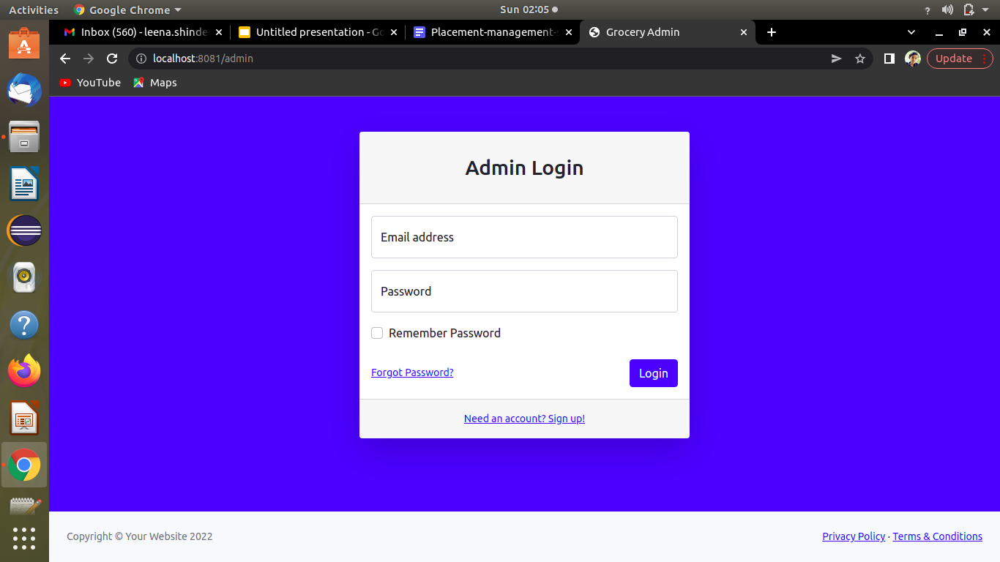 Activities Google Chrome Sun 02:05
Inbox (560) - leena.shinde Untitled presentation - Go Placement-management-s Grocery Admin
localhost:8081/admin Update
YouTube Maps
Admin Login
Email address
Password
Remember Password
Forgot Password? Login
Need an account? Sign up!
Copyright © Your Website 2022 Privacy Policy · Terms & Conditions